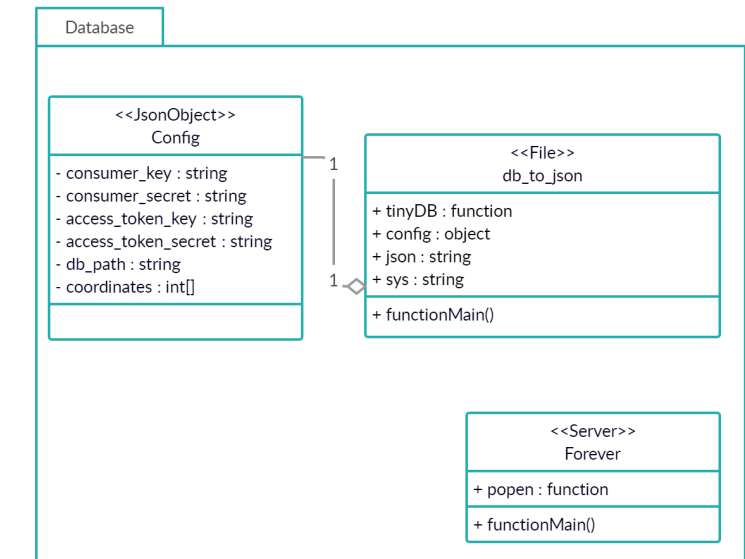 Database
<<JsonObject>>
Config
- consumer_key : string
- consumer_secret : string
- access_token_key : string
- access_token_secret : string
- db_path : string
- coordinates : int[]
1
1
<<File>>
db_to_json
+ tinyDB : function
+ config : object
+ json : string
+ sys : string
+ functionMain()
<<Server>>
Forever
+ popen : function
+ functionMain()